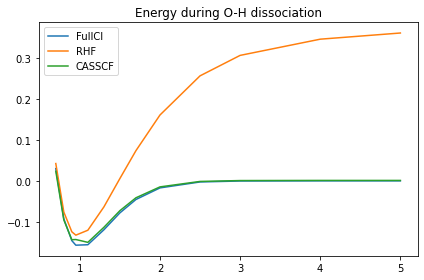 Energy during O-H dissociation
FullCI
RHF
CASSCF
0.3
0.2
0.1
0.0
−0.1
1
2
3
4
5